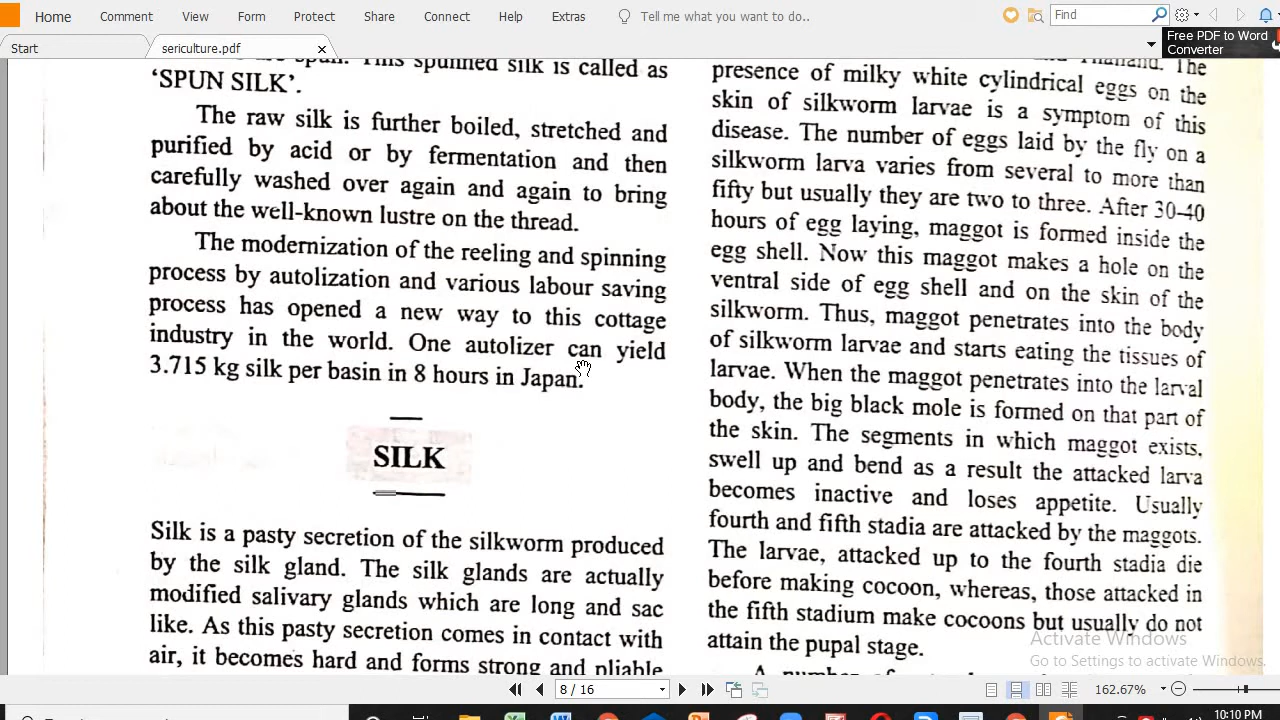 Home Comment View Form Protect Share Connect Help Extras Tell me what you want to do.. Find
Free PDF to Word
Converter
Start sericulture.pdf
spun. This spunned silk is called as
‘SPUN SILK’.
The raw silk is further boiled, stretched and
purified by acid or by fermentation and then
carefully washed over again and again to bring
about the well-known lustre on the thread.
The modernization of the reeling and spinning
process by autolization and various labour saving
process has opened a new way to this cottage
industry in the world. One autolizer can yield
3.715 kg silk per basin in 8 hours in Japan.
SILK
Silk is a pasty secretion of the silkworm produced
by the silk gland. The silk glands are actually
modified salivary glands which are long and sac
like. As this pasty secretion comes in contact with
air, it becomes hard and forms strong and pliable
Thailand. The
presence of milky white cylindrical eggs on the
skin of silkworm larvae is a symptom of this
disease. The number of eggs laid by the fly on a
silkworm larva varies from several to more than
fifty but usually they are two to three. After 30-40
hours of egg laying, maggot is formed inside the
egg shell. Now this maggot makes a hole on the
ventral side of egg shell and on the skin of the
silkworm. Thus, maggot penetrates into the body
of silkworm larvae and starts eating the tissues of
larvae. When the maggot penetrates into the larval
body, the big black mole is formed on that part of
the skin. The segments in which maggot exists,
swell up and bend as a result the attacked larva
becomes inactive and loses appetite. Usually
fourth and fifth stadia are attacked by the maggots.
The larvae, attacked up to the fourth stadia die
before making cocoon, whereas, those attacked in
the fifth stadium make cocoons but usually do not
attain the pupal stage.
A number of
Activate Windows
Go to Settings to activate Windows.
8 / 16 162.67%
10:10 PM